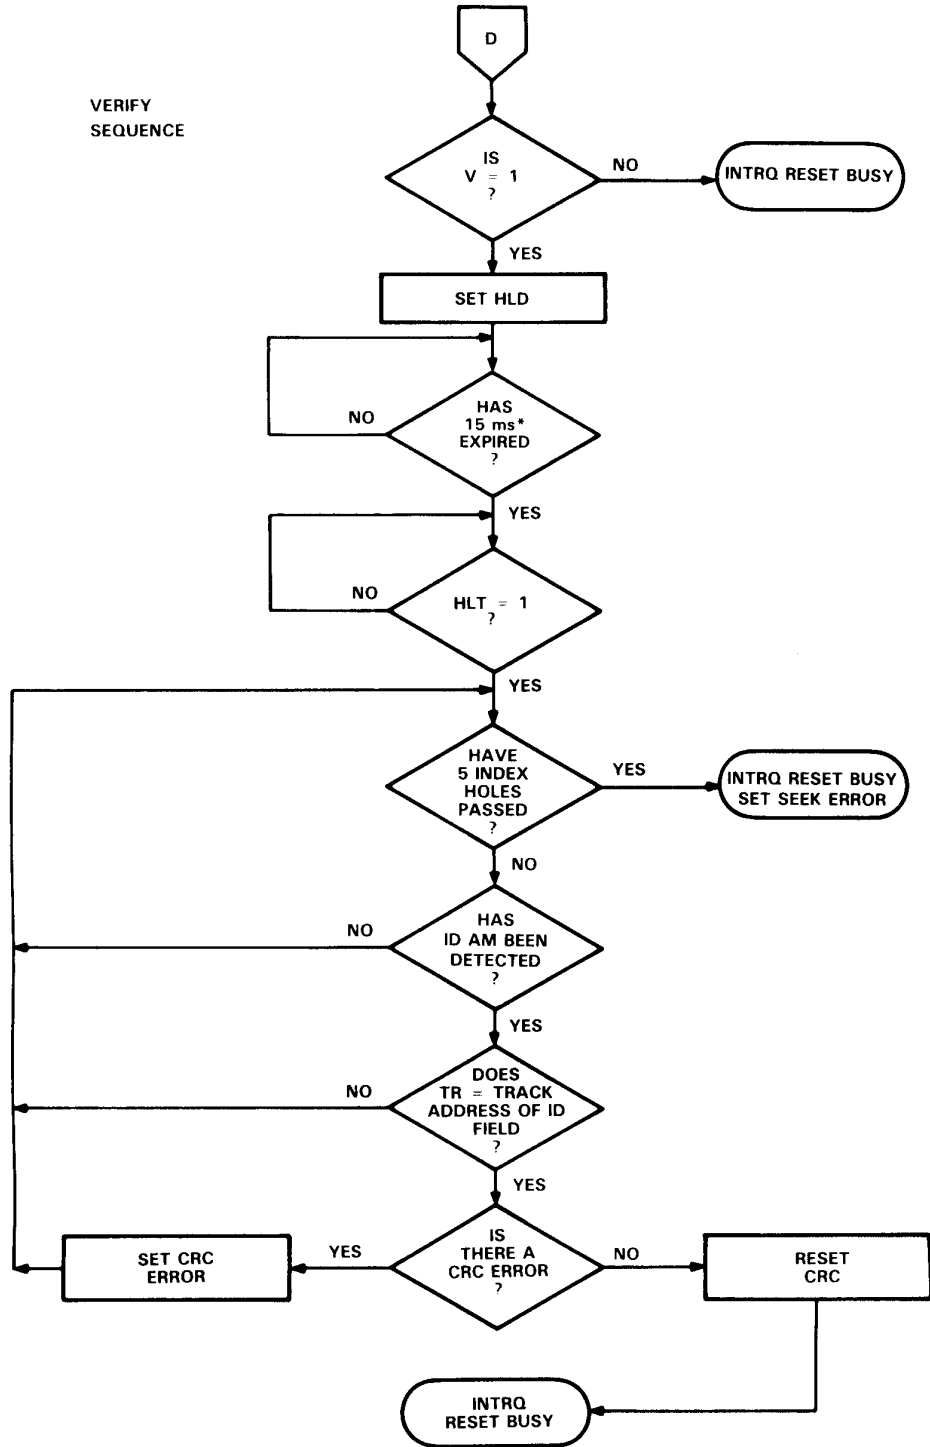 D
VERIFY
SEQUENCE
IS
V = 1
?
NO
INTRQ RESET BUSY
YES
SET HLD
NO
HAS
15 ms*
EXPIRED
?
YES
NO
HLT = 1
?
YES
HAVE
5 INDEX
HOLES
PASSED
?
YES
INTRQ RESET BUSY
SET SEEK ERROR
NO
NO
HAS
ID AM BEEN
DETECTED
?
YES
NO
DOES
TR = TRACK
ADDRESS OF ID
FIELD
?
YES
SET CRC
ERROR
YES
IS
THERE A
CRC ERROR
?
NO
RESET
CRC
INTRQ
RESET BUSY